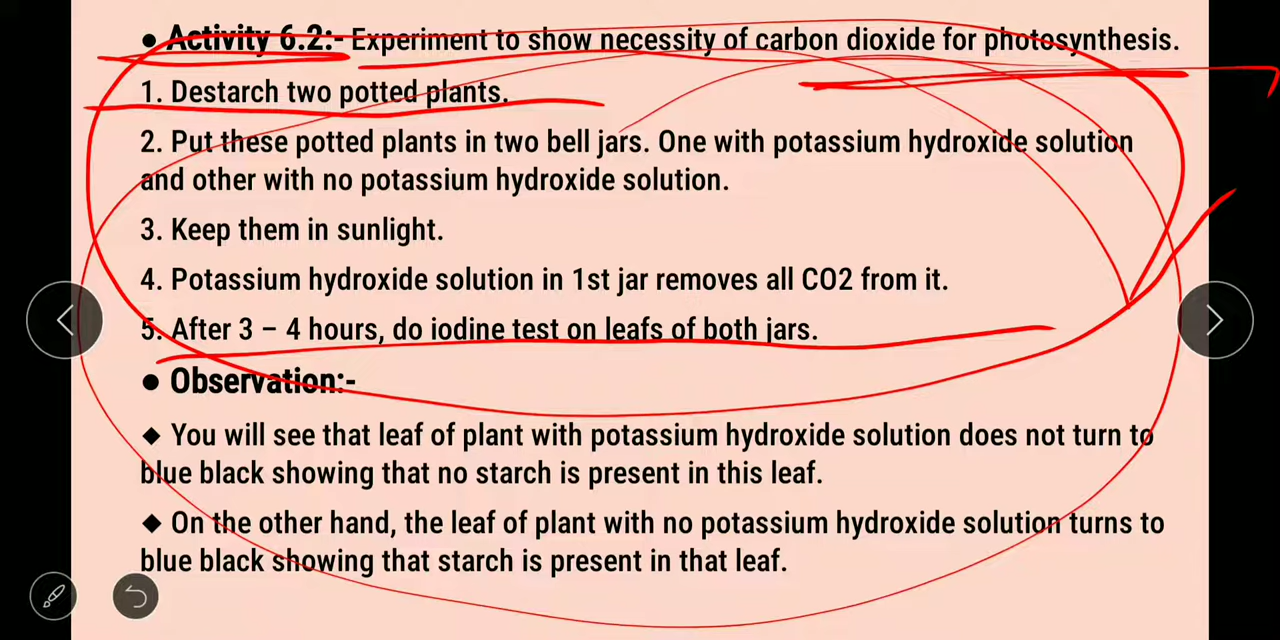 ● Activity 6.2:- Experiment to show necessity of carbon dioxide for photosynthesis.
1. Destarch two potted plants.
2. Put these potted plants in two bell jars. One with potassium hydroxide solution
and other with no potassium hydroxide solution.
3. Keep them in sunlight.
4. Potassium hydroxide solution in 1st jar removes all CO2 from it.
5. After 3 – 4 hours, do iodine test on leafs of both jars.
● Observation:-
◆ You will see that leaf of plant with potassium hydroxide solution does not turn to
blue black showing that no starch is present in this leaf.
◆ On the other hand, the leaf of plant with no potassium hydroxide solution turns to
blue black showing that starch is present in that leaf.